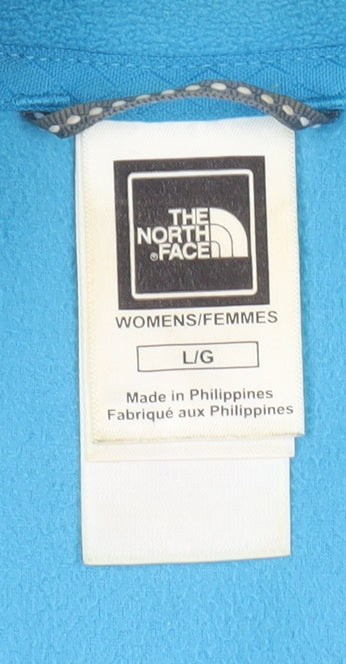 THE
NORTH
®FACE
WOMENS/FEMMES
L/G
Made in Philippines
Fabriqué aux Philippines